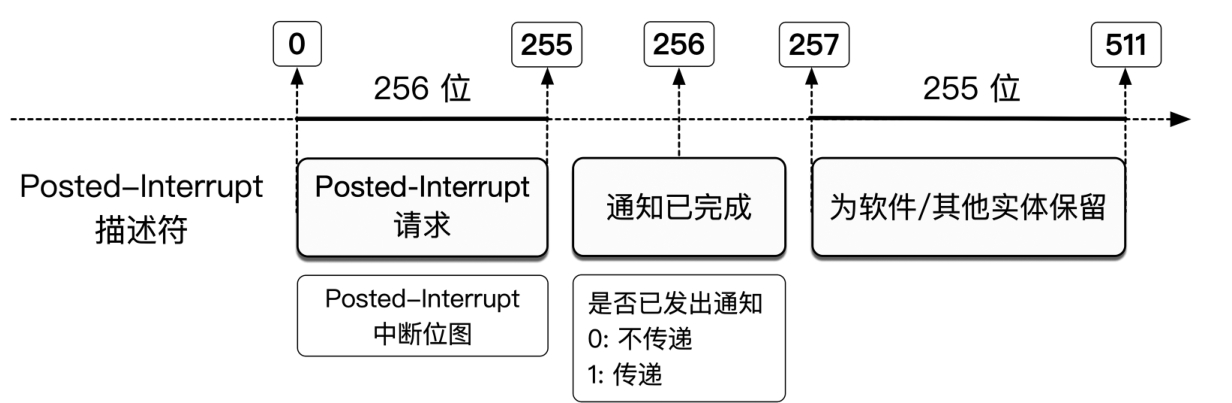 0
255
256
257
511
256 位
255 位
Posted–Interrupt
描述符
Posted-Interrupt
请求
通知已完成
为软件/其他实体保留
Posted–Interrupt
中断位图
是否已发出通知
0: 不传递
1: 传递